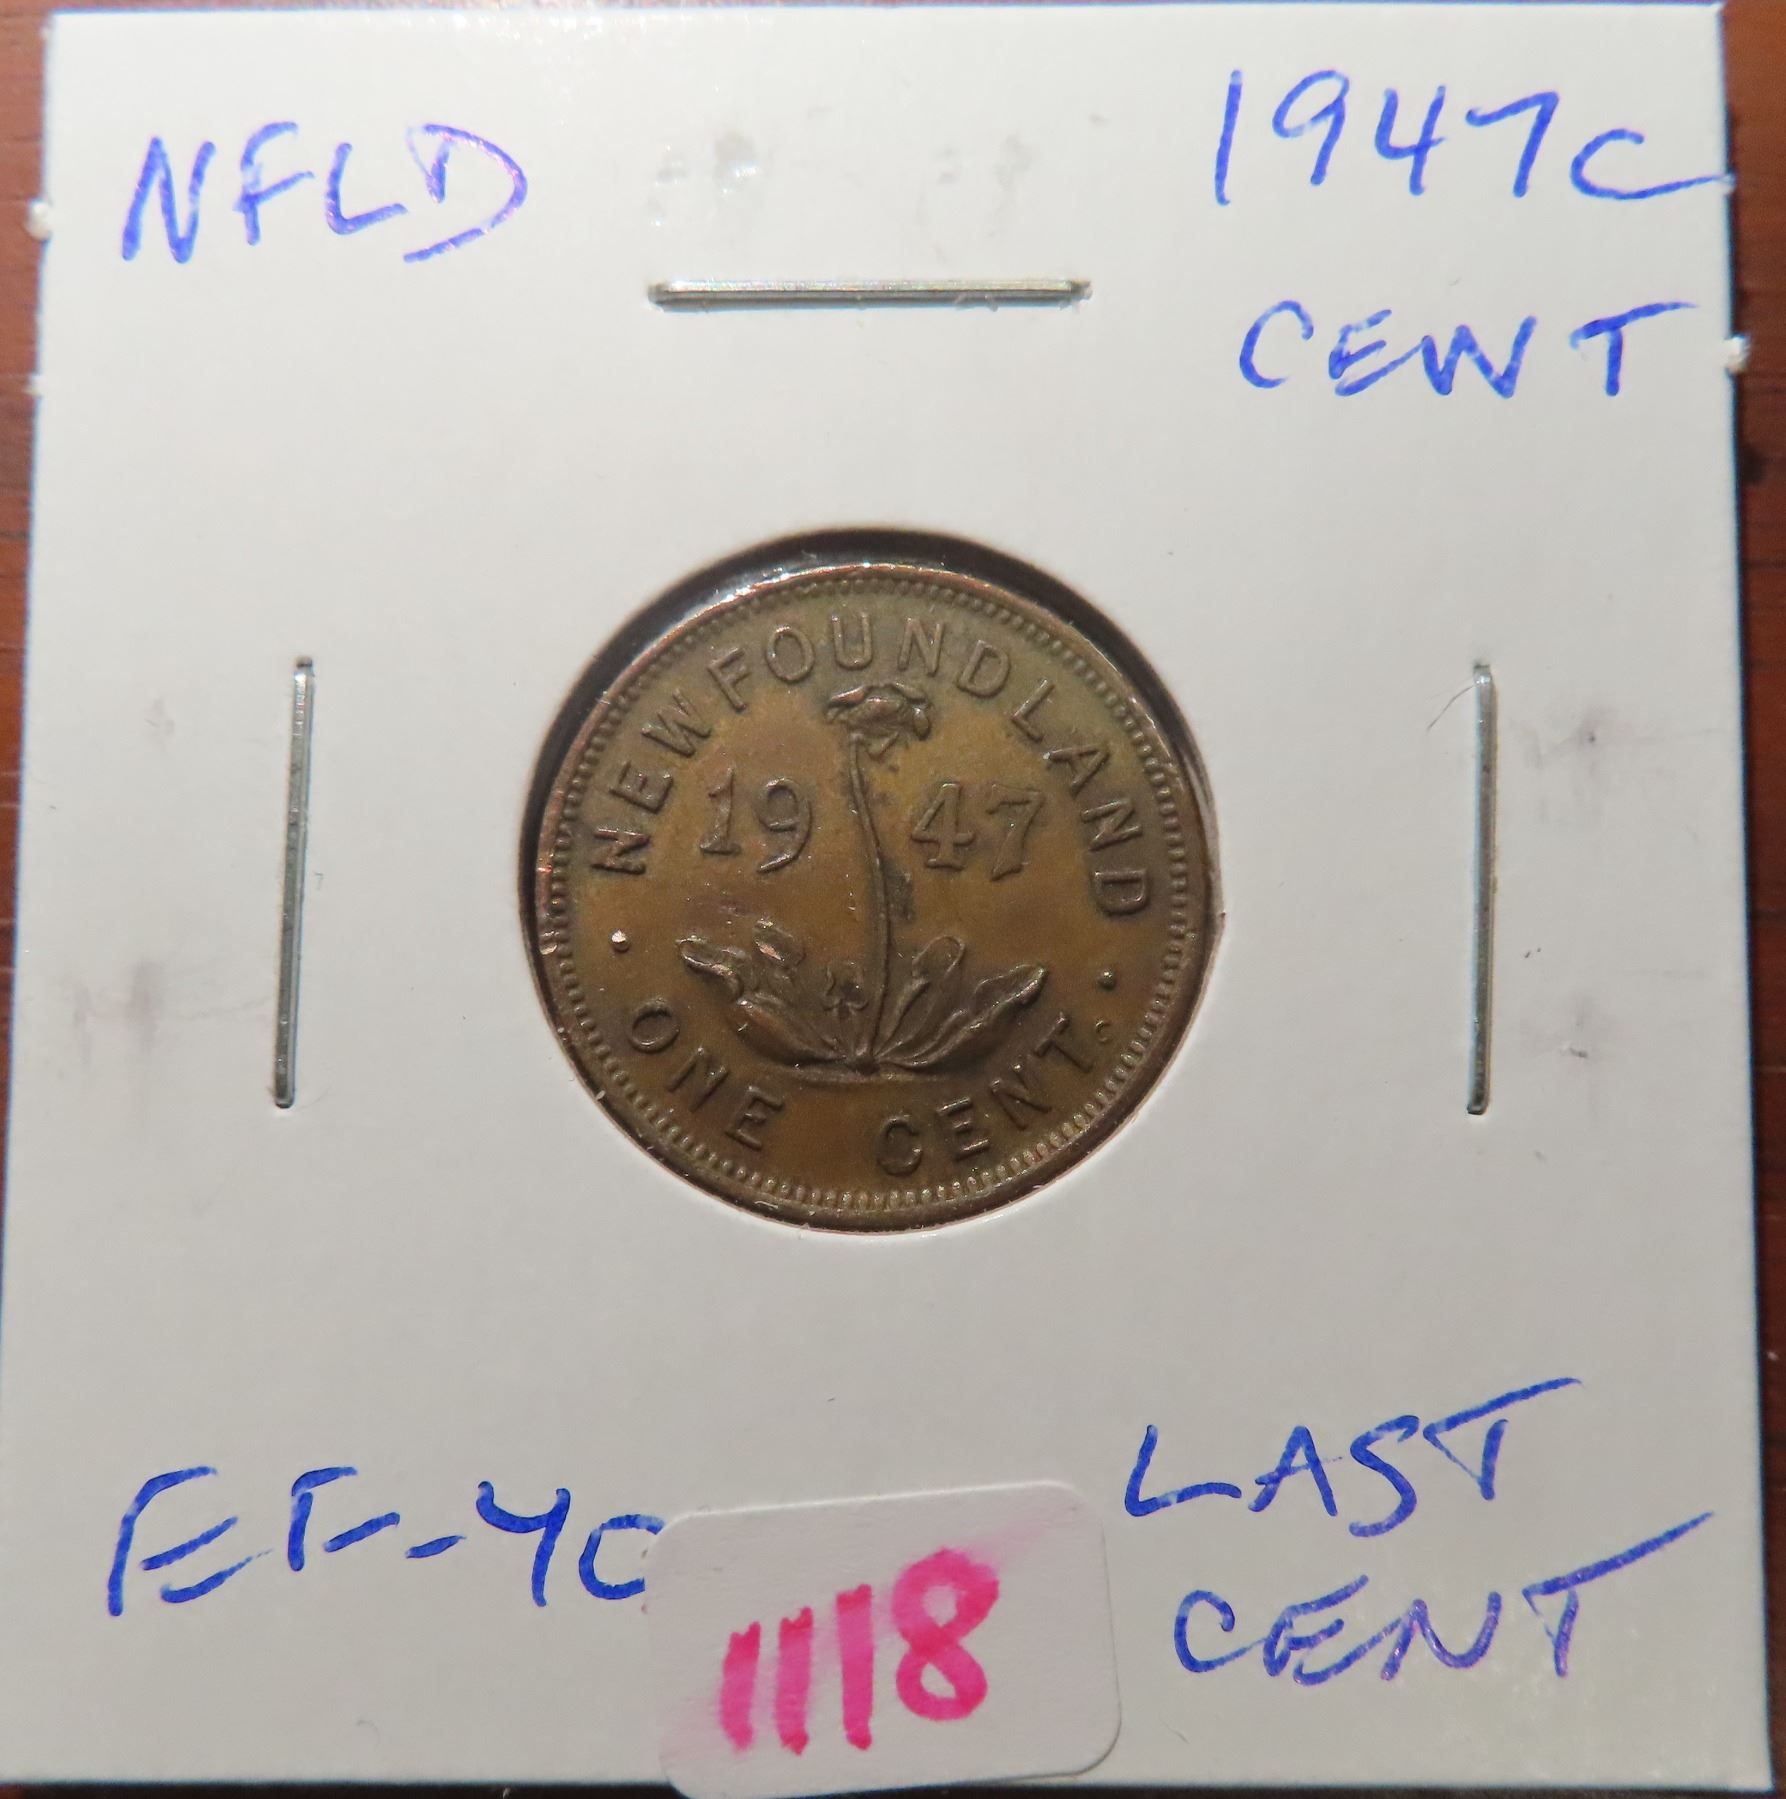 NFLD
1947C
CENT
NEWFOUNDLAND
19 47
· ONE CENT. C ·
EF-40
LAST
CENT
1118